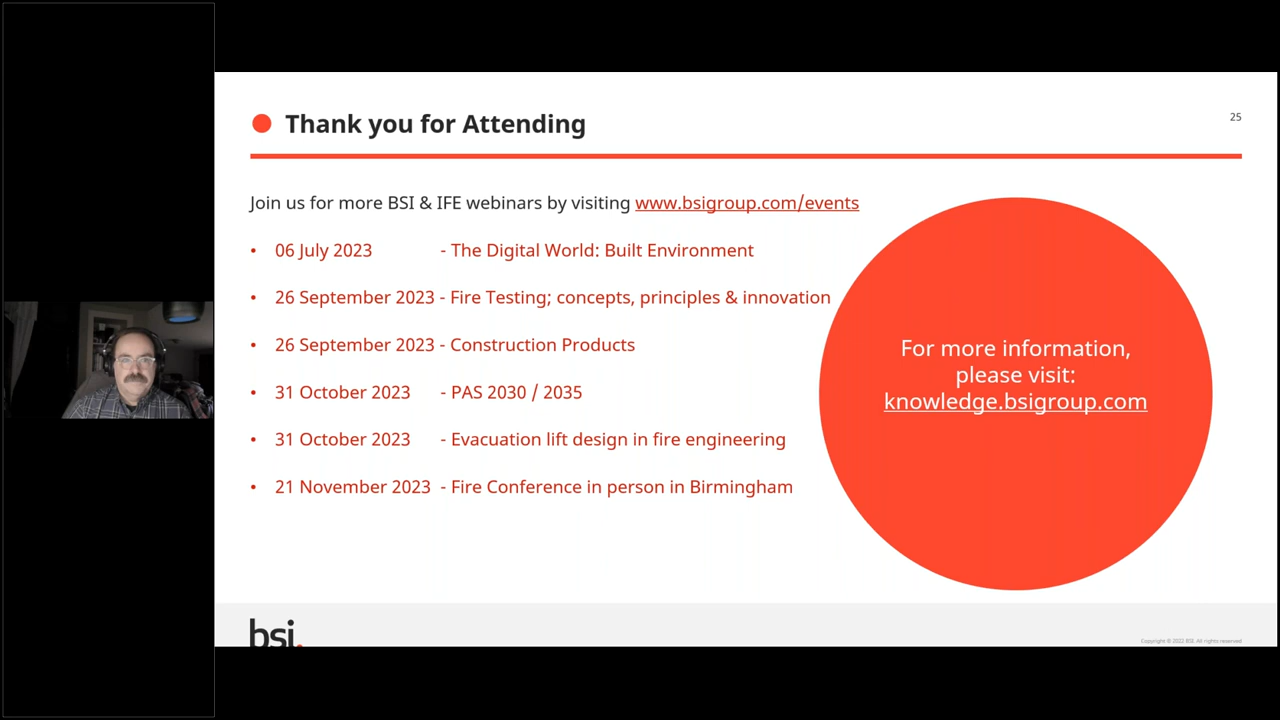 Thank you for Attending
25
Join us for more BSI & IFE webinars by visiting www.bsigroup.com/events
• 06 July 2023 - The Digital World: Built Environment
• 26 September 2023 - Fire Testing; concepts, principles & innovation
• 26 September 2023 - Construction Products
• 31 October 2023 - PAS 2030 / 2035
• 31 October 2023 - Evacuation lift design in fire engineering
• 21 November 2023 - Fire Conference in person in Birmingham
For more information,
please visit:
knowledge.bsigroup.com
bsi.
Copyright © 2022 BSI. All rights reserved